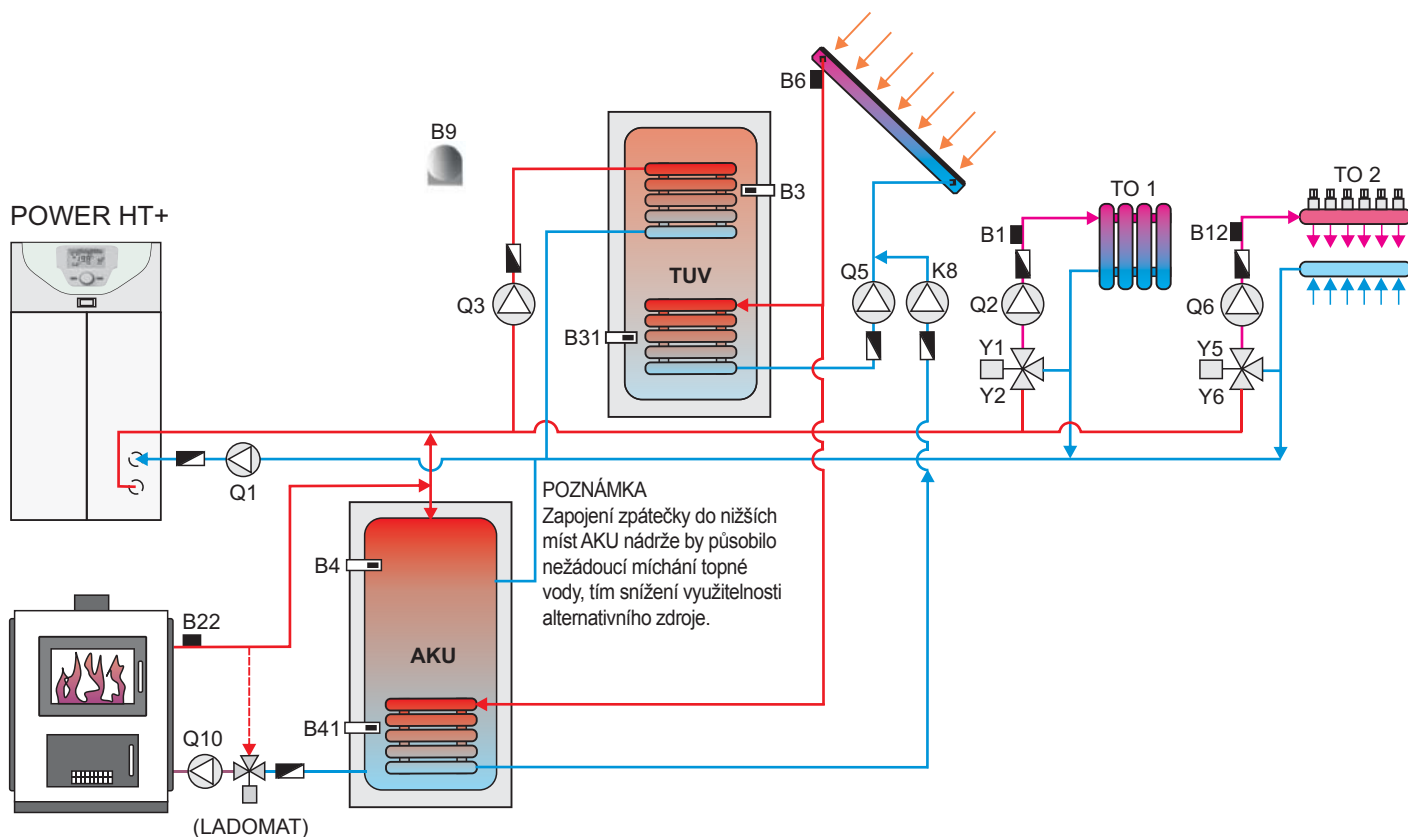 B6
B9
B3
TO 1
TO 2
POWER HT+
B1
B12
TUV
Q5
K8
Q3
Q2
Q6
B31
Y1
Y5
Y2
Y6
Q1
POZNÁMKA
Zapojení zpátečky do nižších
míst AKU nádrže by působilo
nežádoucí míchání topné
vody, tím snížení využitelnosti
alternativního zdroje.
B4
B22
AKU
B41
Q10
(LADOMAT)